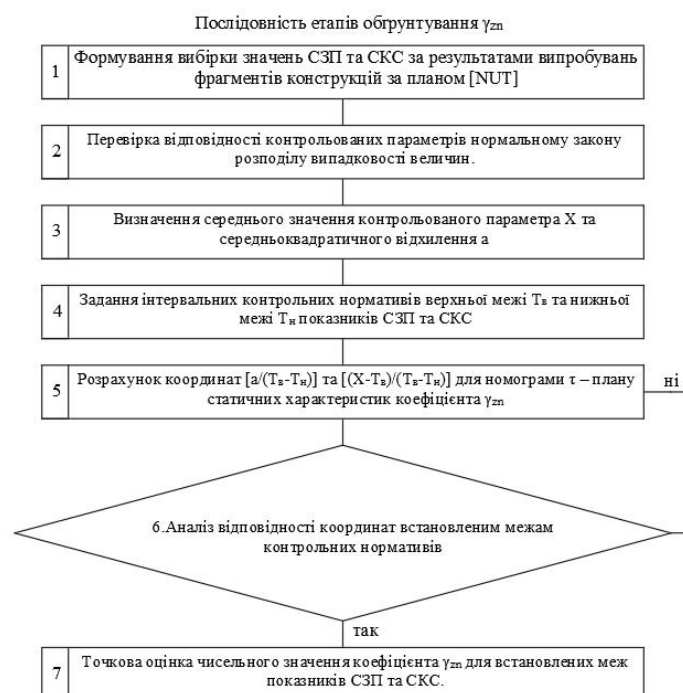 Послідовність етапів обґрунтування γzn
1
Формування вибірки значень СЗП та СКС за результатами випробувань
фрагментів конструкцій за планом [NUT]
2
Перевірка відповідності контрольованих параметрів нормальному закону
розподілу випадковості величин.
3
Визначення середнього значення контрольованого параметра X та
середньоквадратичного відхилення а
4
Задання інтервальних контрольних нормативів верхньої межі Тв та нижньої
межі Тн показників СЗП та СКС
5
Розрахунок координат [a/(Тв-Тн)] та [(X-Тв)/(Тв-Тн)] для номограми τ – плану
статичних характеристик коефіцієнта γzn
ні
6.Аналіз відповідності координат встановленим межам
контрольних нормативів
так
7
Точкова оцінка чисельного значення коефіцієнта γzn для встановлених меж
показників СЗП та СКС.